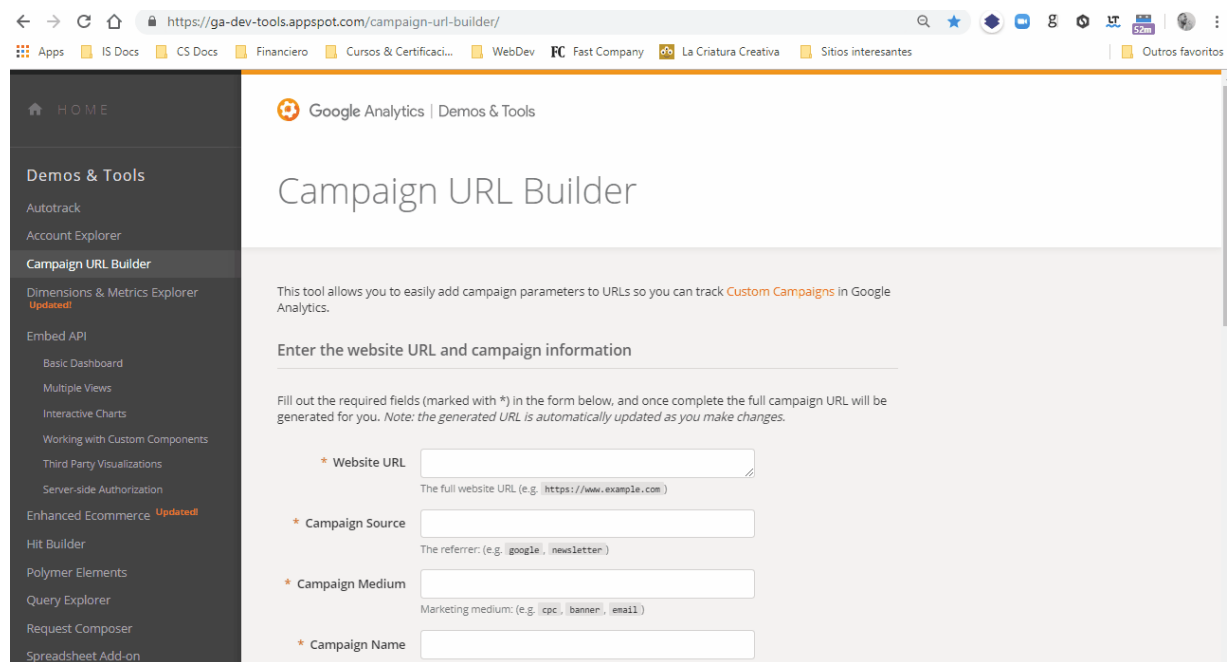 https://ga-dev-tools.appspot.com/campaign-url-builder/
52m
Apps IS Docs CS Docs Financiero Cursos & Certificaci... WebDev FC Fast Company La Criatura Creativa Sitios interesantes Outros favoritos
HOME
Google Analytics | Demos & Tools
Campaign URL Builder
Demos & Tools
Autotrack
Account Explorer
Campaign URL Builder
Dimensions & Metrics Explorer
Updated!
Embed API
Basic Dashboard
Multiple Views
Interactive Charts
Working with Custom Components
Third Party Visualizations
Server-side Authorization
Enhanced Ecommerce Updated!
Hit Builder
Polymer Elements
Query Explorer
Request Composer
Spreadsheet Add-on
This tool allows you to easily add campaign parameters to URLs so you can track Custom Campaigns in Google
Analytics.
Enter the website URL and campaign information
Fill out the required fields (marked with *) in the form below, and once complete the full campaign URL will be
generated for you. Note: the generated URL is automatically updated as you make changes.
* Website URL
The full website URL (e.g. https://www.example.com )
* Campaign Source
The referrer: (e.g. google , newsletter )
* Campaign Medium
Marketing medium: (e.g. cpc , banner , email )
* Campaign Name